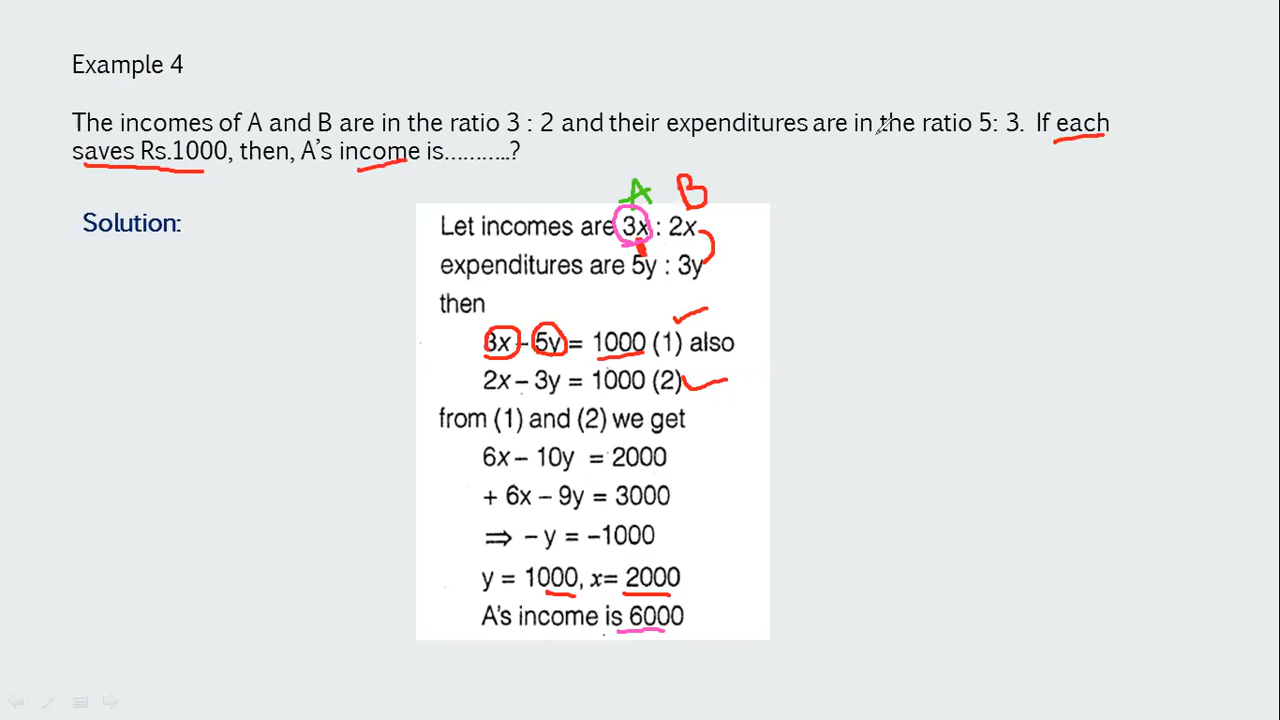 Example 4
The incomes of A and B are in the ratio 3 : 2 and their expenditures are in the ratio 5: 3. If each
saves Rs.1000, then, A's income is………..?
Solution:
A B
Let incomes are 3x : 2x
expenditures are 5y : 3y
then
3x – 5y = 1000 (1) also
2x – 3y = 1000 (2)
from (1) and (2) we get
6x – 10y = 2000
+ 6x – 9y = 3000
⇒ – y = –1000
y = 1000, x= 2000
A's income is 6000